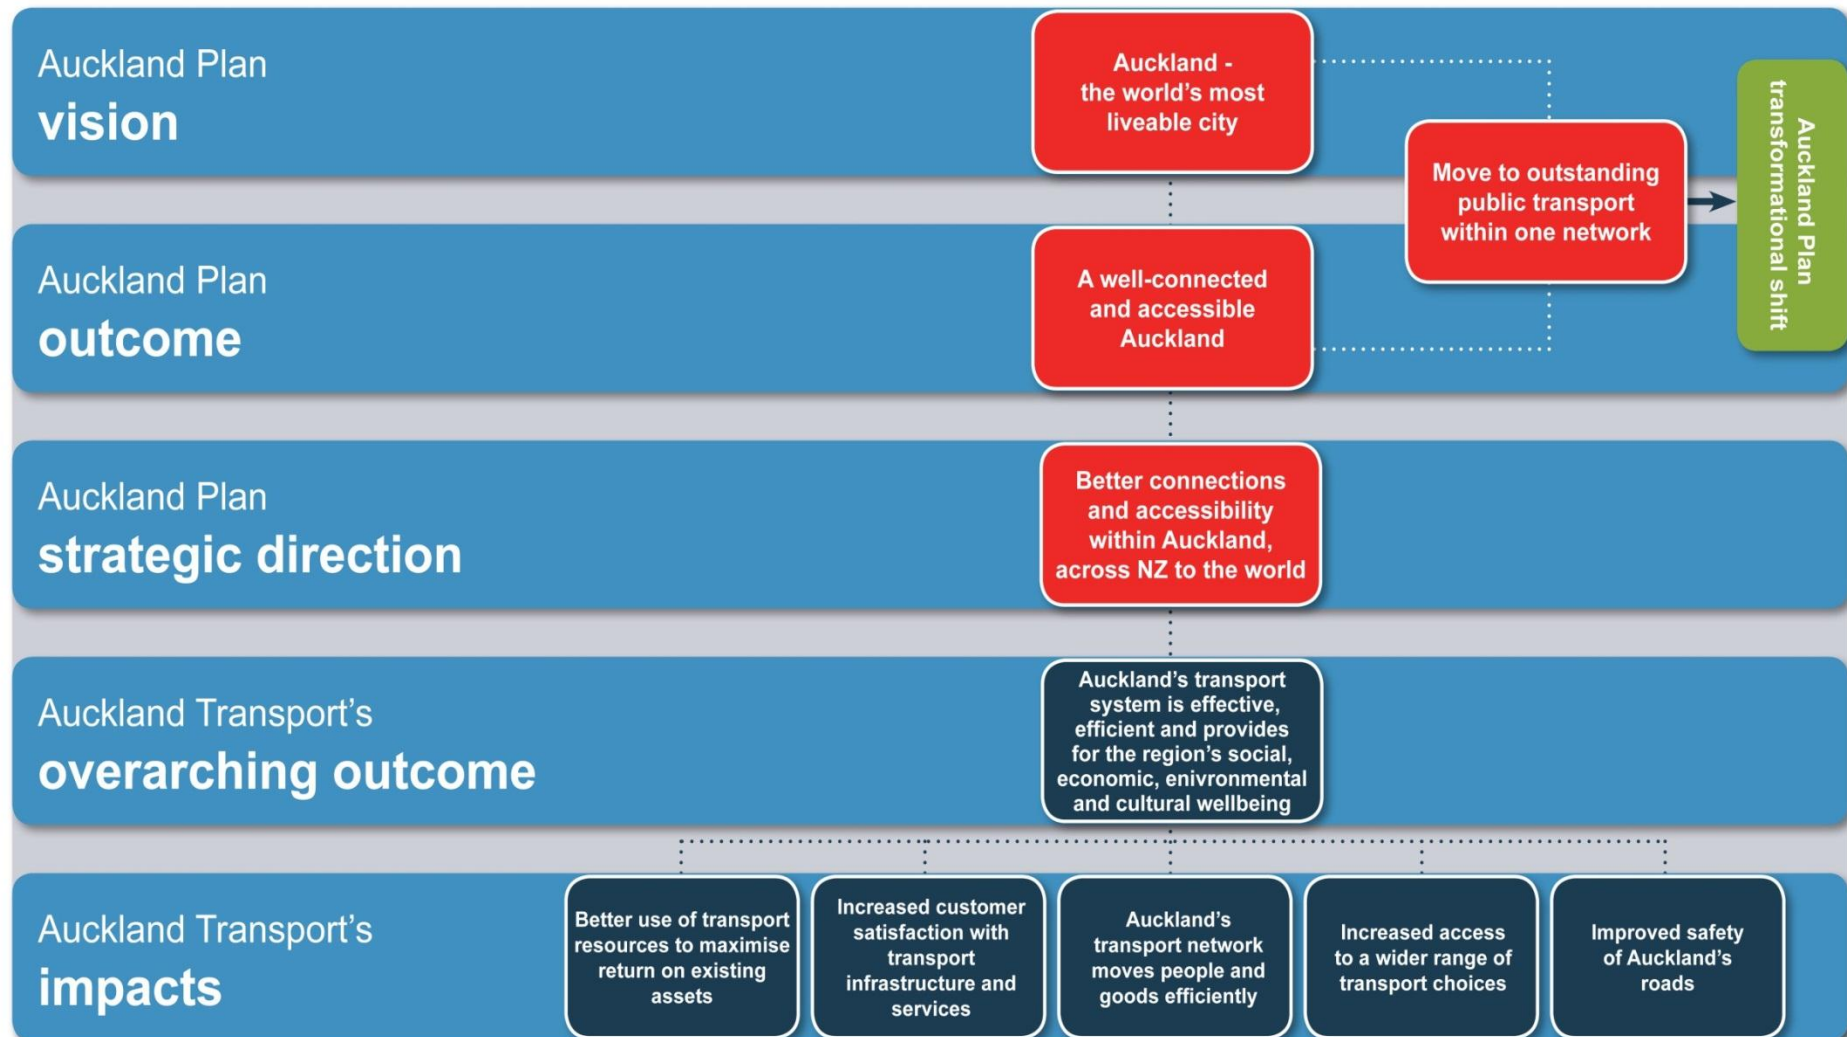 Auckland Plan
vision
Auckland -
the world's most
liveable city
Move to outstanding
public transport
within one network
Auckland Plan
transformational shift
Auckland Plan
outcome
A well-connected
and accessible
Auckland
Auckland Plan
strategic direction
Better connections
and accessibility
within Auckland,
across NZ to the world
Auckland Transport's
overarching outcome
Auckland's transport
system is effective,
efficient and provides
for the region's social,
economic, enivronmental
and cultural wellbeing
Auckland Transport's
impacts
Better use of transport
resources to maximise
return on existing
assets
Increased customer
satisfaction with
transport
infrastructure and
services
Auckland's
transport network
moves people and
goods efficiently
Increased access
to a wider range of
transport choices
Improved safety
of Auckland's
roads